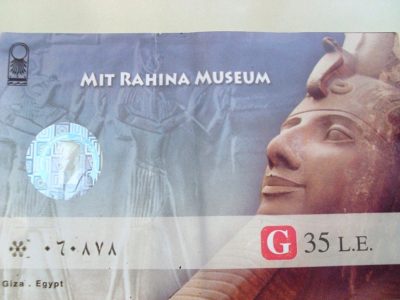 MIT RAHINA MUSEUM
٠٦٠٨٧٨
G 35 L.E.
Giza . Egypt